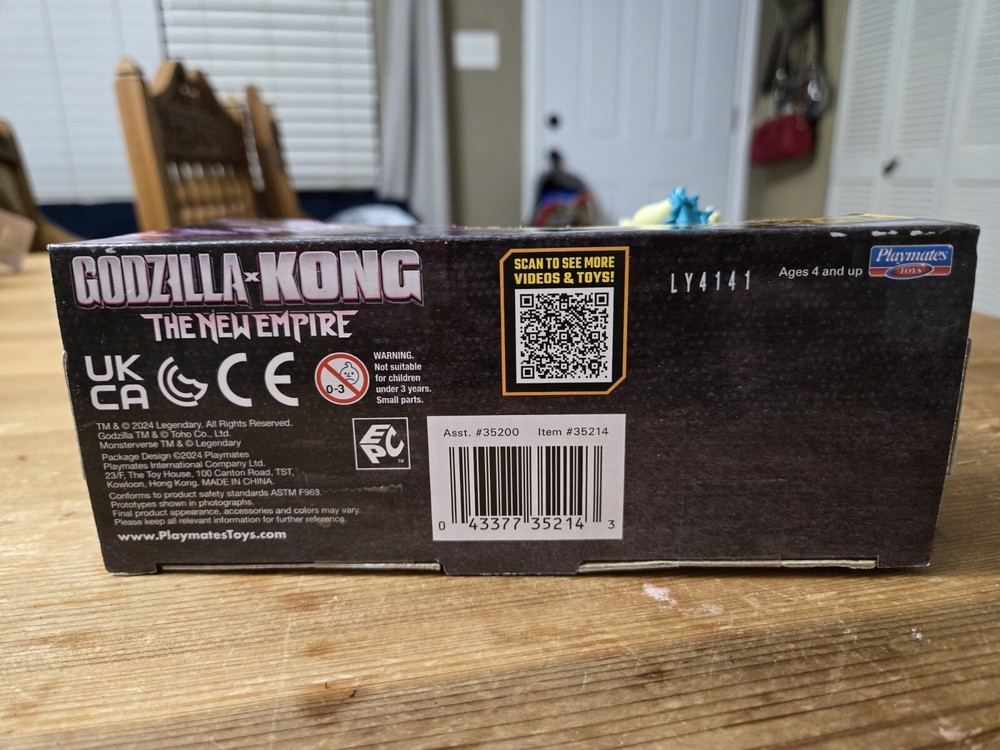 GODZILLA x KONG
THE NEW EMPIRE
UK
CA
CE
0-3
WARNING.
Not suitable
for children
under 3 years.
Small parts.
TM & © 2024 Legendary. All Rights Reserved.
Godzilla TM & © Toho Co., Ltd.
Monsterverse TM & © Legendary
Package Design ©2024 Playmates
Playmates International Company Ltd.
23/F, The Toy House, 100 Canton Road, TST,
Kowloon, Hong Kong. MADE IN CHINA.
Conforms to product safety standards ASTM F963.
Prototypes shown in photographs.
Final product appearance, accessories and colors may vary.
Please keep all relevant information for further reference.
www.PlaymatesToys.com
EPC™
SCAN TO SEE MORE
VIDEOS & TOYS!
Asst. #35200 Item #35214
0 43377 35214 3
LY4141
Ages 4 and up
Playmates
TOYS